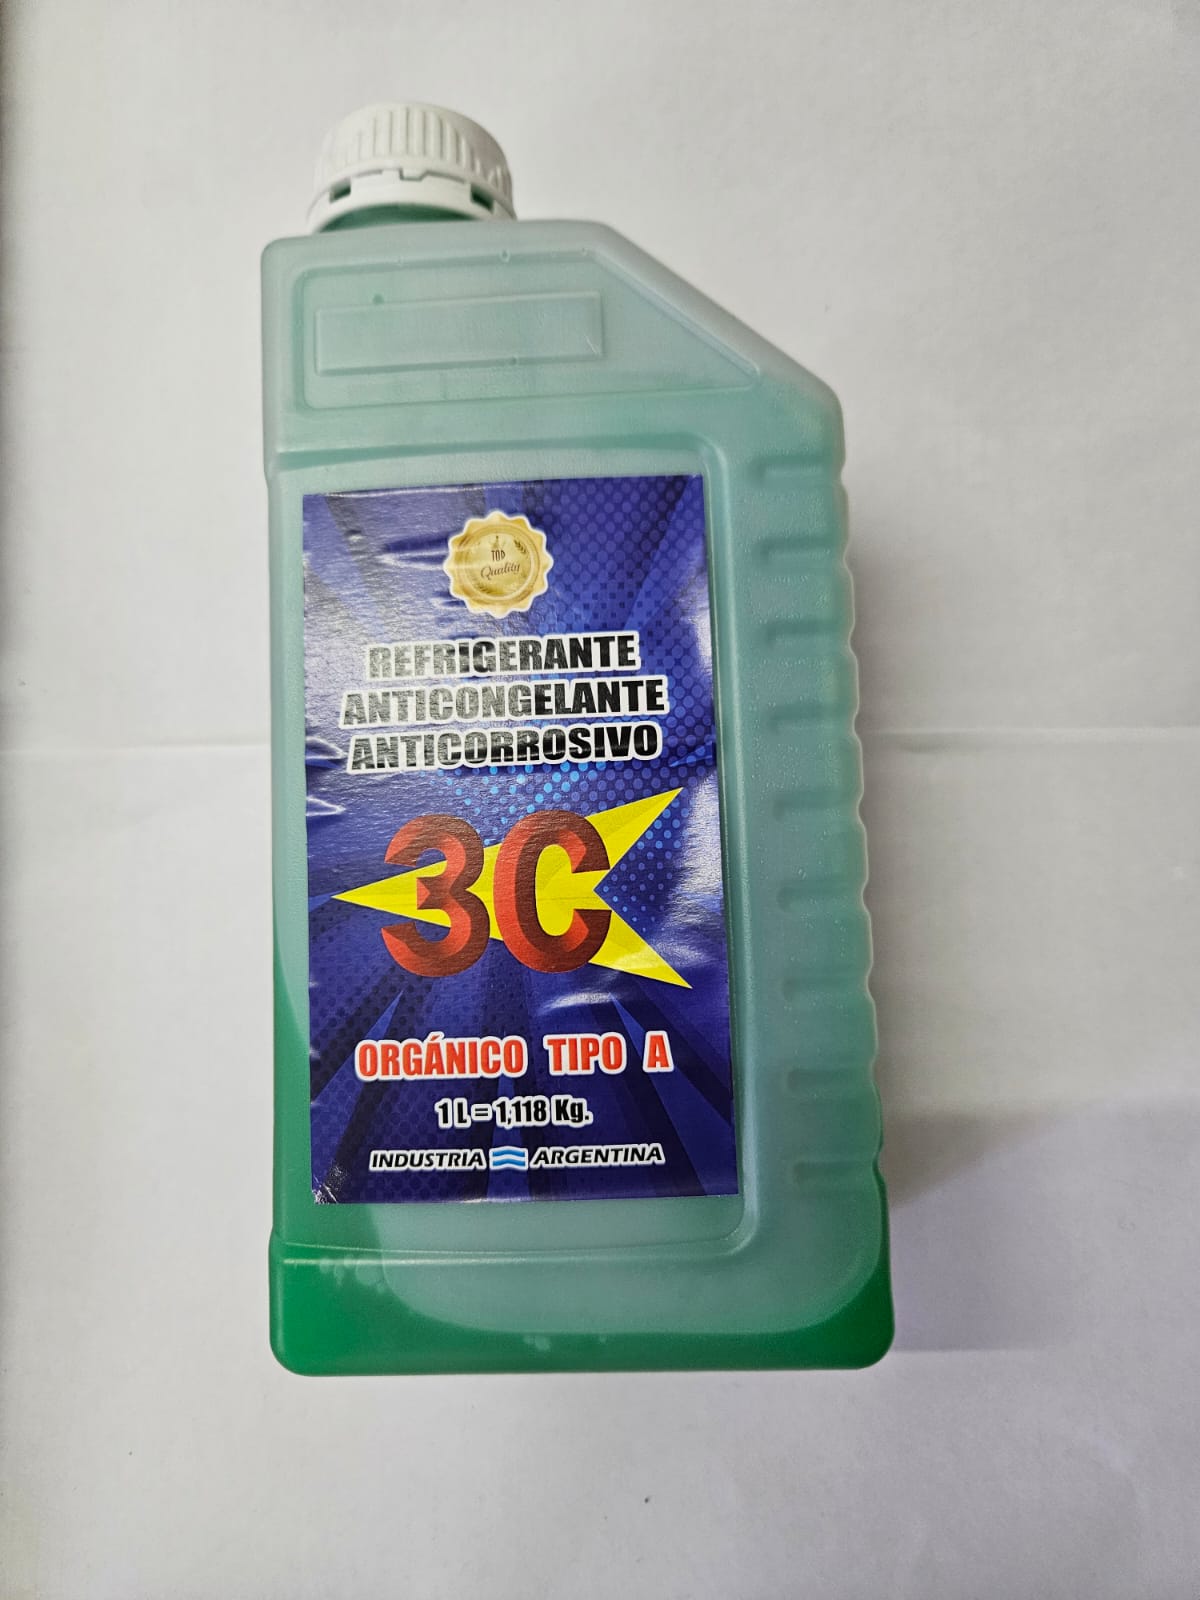 TOP
Quality
REFRIGERANTE
ANTICONGELANTE
ANTICORROSIVO
3C
ORGÁNICO TIPO A
1 L = 1,118 Kg.
INDUSTRIA ARGENTINA